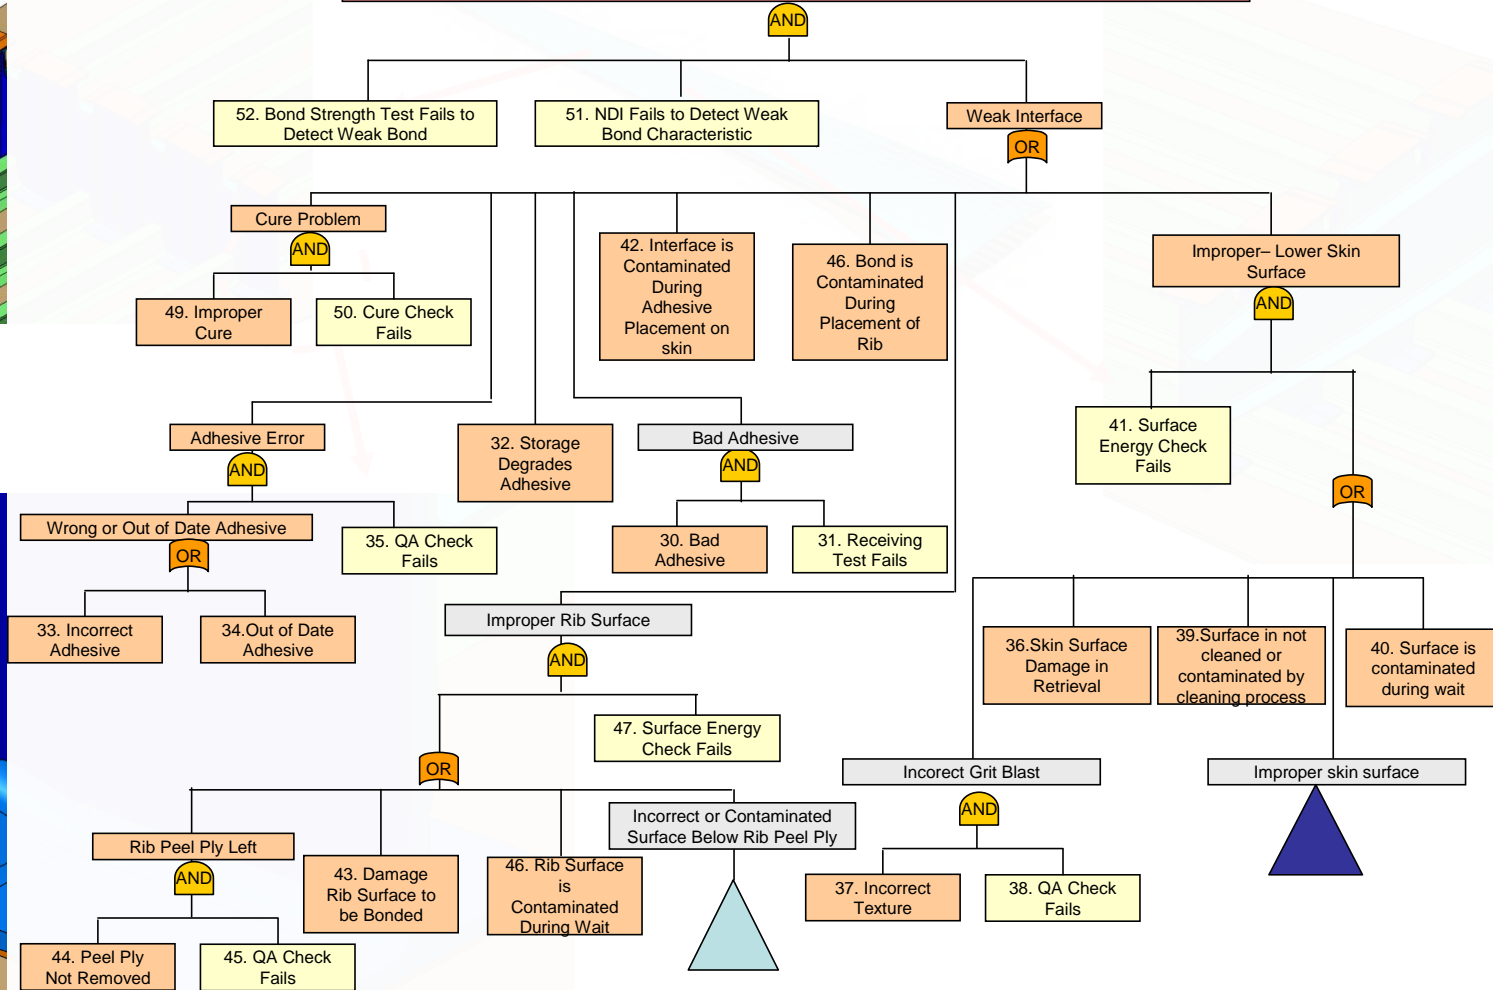 AND
52. Bond Strength Test Fails to
Detect Weak Bond
51. NDI Fails to Detect Weak
Bond Characteristic
Weak Interface
OR
Cure Problem
AND
49. Improper
Cure
50. Cure Check
Fails
42. Interface is
Contaminated
During
Adhesive
Placement on
skin
46. Bond is
Contaminated
During
Placement of
Rib
Improper– Lower Skin
Surface
AND
41. Surface
Energy Check
Fails
OR
Adhesive Error
AND
32. Storage
Degrades
Adhesive
Bad Adhesive
AND
Wrong or Out of Date Adhesive
OR
35. QA Check
Fails
30. Bad
Adhesive
31. Receiving
Test Fails
33. Incorrect
Adhesive
34.Out of Date
Adhesive
Improper Rib Surface
AND
36.Skin Surface
Damage in
Retrieval
39.Surface in not
cleaned or
contaminated by
cleaning process
40. Surface is
contaminated
during wait
47. Surface Energy
Check Fails
OR
Incorect Grit Blast
AND
Improper skin surface
Rib Peel Ply Left
AND
43. Damage
Rib Surface to
be Bonded
46. Rib Surface
is
Contaminated
During Wait
Incorrect or Contaminated
Surface Below Rib Peel Ply
37. Incorrect
Texture
38. QA Check
Fails
44. Peel Ply
Not Removed
45. QA Check
Fails